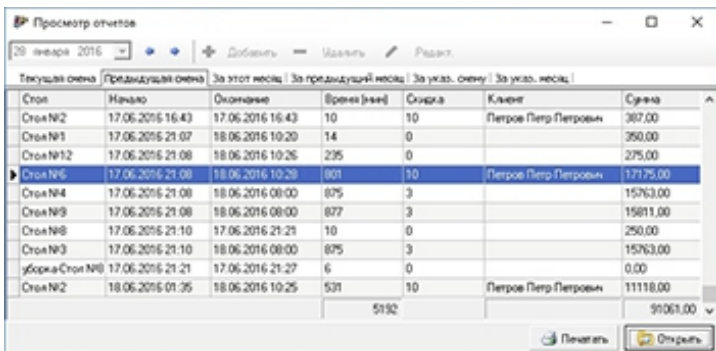 Просмотр отчетов
28 января 2016 Добавить Удалить Редакт.
Текущая смена Предыдущая смена За этот месяц За предыдущий месяц За указ. смену За указ. месяц
Стол Начало Окончание Время (мин) Скидка Клиент Сумма
Стол №2 17.06.2016 16:43 17.06.2016 16:43 10 10 Петров Петр Петрович 387,00
Стол №1 17.06.2016 21:07 18.06.2016 10:20 14 0 350,00
Стол №12 17.06.2016 21:08 18.06.2016 10:26 235 0 275,00
Стол №6 17.06.2016 21:08 18.06.2016 10:28 801 10 Петров Петр Петрович 17175,00
Стол №4 17.06.2016 21:08 18.06.2016 08:00 875 3 15763,00
Стол №9 17.06.2016 21:08 18.06.2016 08:00 877 3 15811,00
Стол №8 17.06.2016 21:10 17.06.2016 21:21 10 0 250,00
Стол №3 17.06.2016 21:10 18.06.2016 08:00 875 3 15763,00
уборка-Стол №8 17.06.2016 21:21 17.06.2016 21:27 6 0 0,00
Стол №2 18.06.2016 01:35 18.06.2016 10:25 531 10 Петров Петр Петрович 11118,00
5192 91061,00
Печатать Открыть